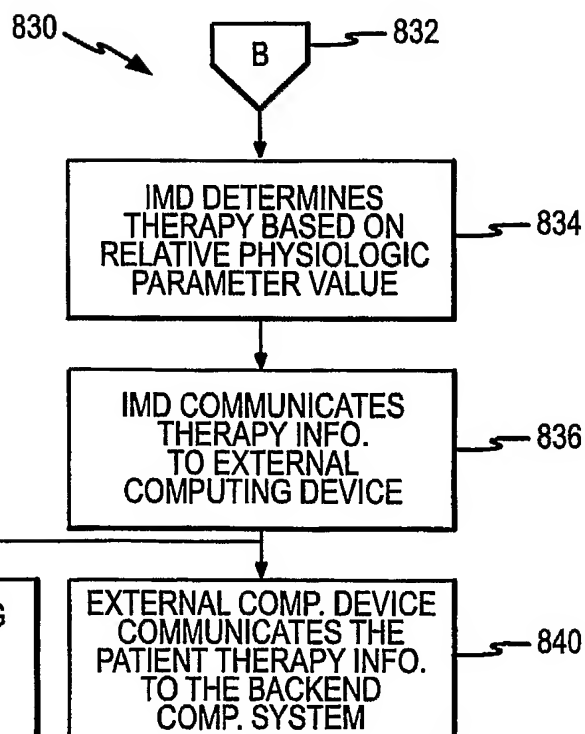 830
B
832
IMD DETERMINES
THERAPY BASED ON
RELATIVE PHYSIOLOGIC
PARAMETER VALUE
834
IMD COMMUNICATES
THERAPY INFO.
TO EXTERNAL
COMPUTING DEVICE
836
G
EXTERNAL COMP. DEVICE
COMMUNICATES THE
PATIENT THERAPY INFO.
TO THE BACKEND
COMP. SYSTEM
840